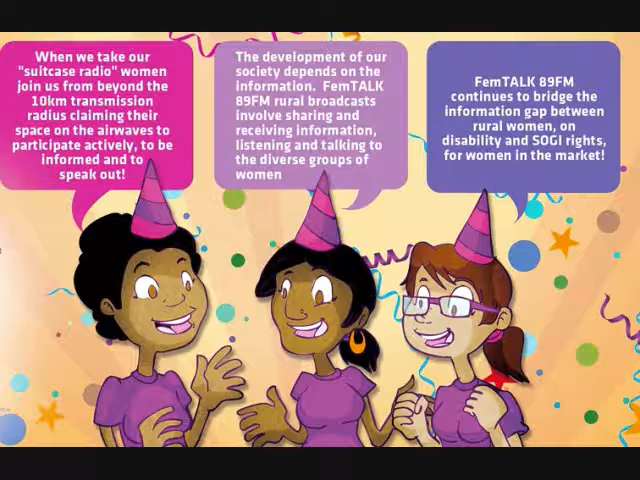 When we take our
"suitcase radio" women
join us from beyond the
10km transmission
radius claiming their
space on the airwaves to
participate actively, to be
informed and to
speak out!
The development of our
society depends on the
information. FemTALK
89FM rural broadcasts
involve sharing and
receiving information,
listening and talking to
the diverse groups of
women
FemTALK 89FM
continues to bridge the
information gap between
rural women, on
disability and SOGI rights,
for women in the market!